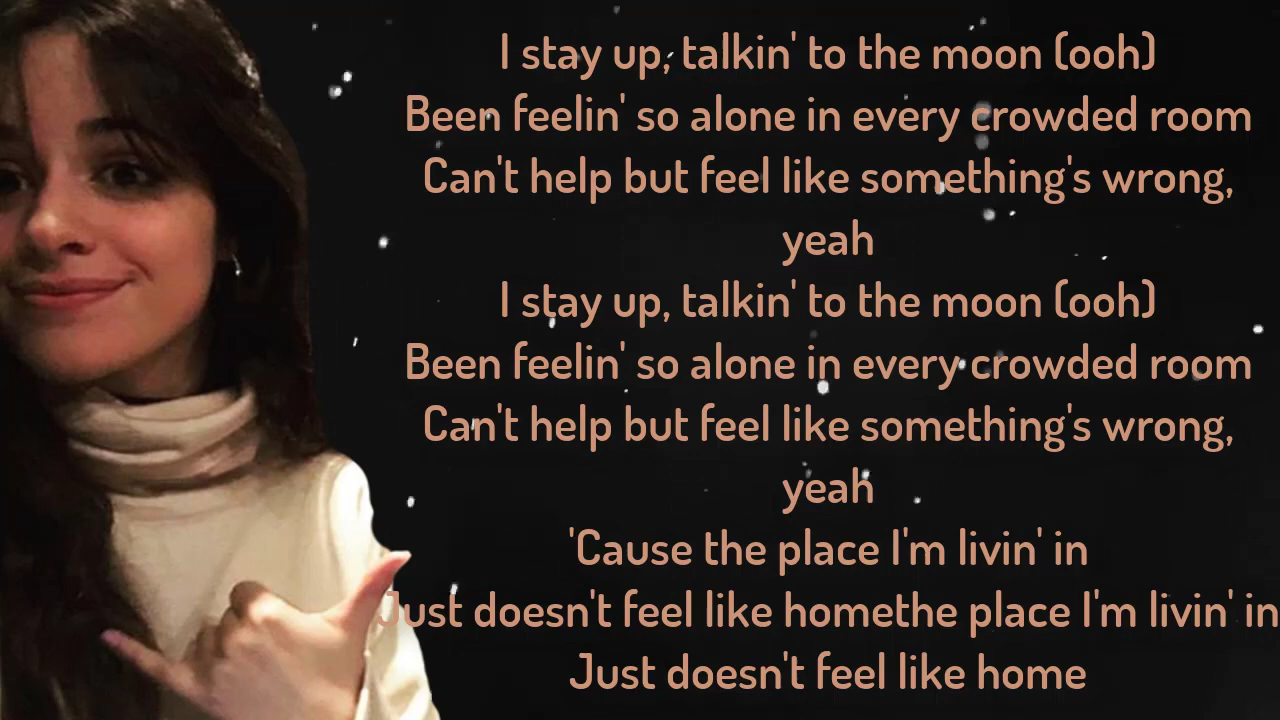 I stay up, talkin' to the moon (ooh)
Been feelin' so alone in every crowded room
Can't help but feel like something's wrong,
yeah
I stay up, talkin' to the moon (ooh)
Been feelin' so alone in every crowded room
Can't help but feel like something's wrong,
yeah
'Cause the place I'm livin' in
Just doesn't feel like homethe place I'm livin' in
Just doesn't feel like home